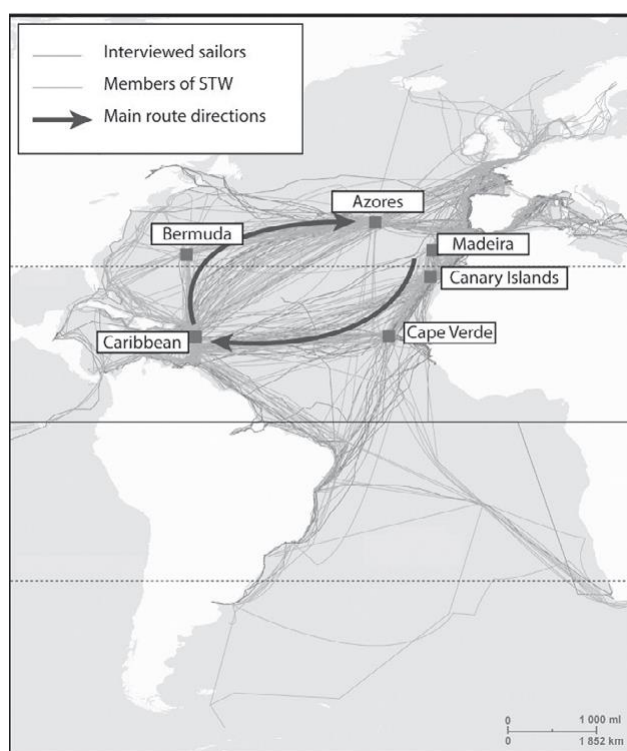 Interviewed sailors
Members of STW
Main route directions
Azores
Bermuda
Madeira
Canary Islands
Caribbean
Cape Verde
0 1 000 ml
0 1 852 km